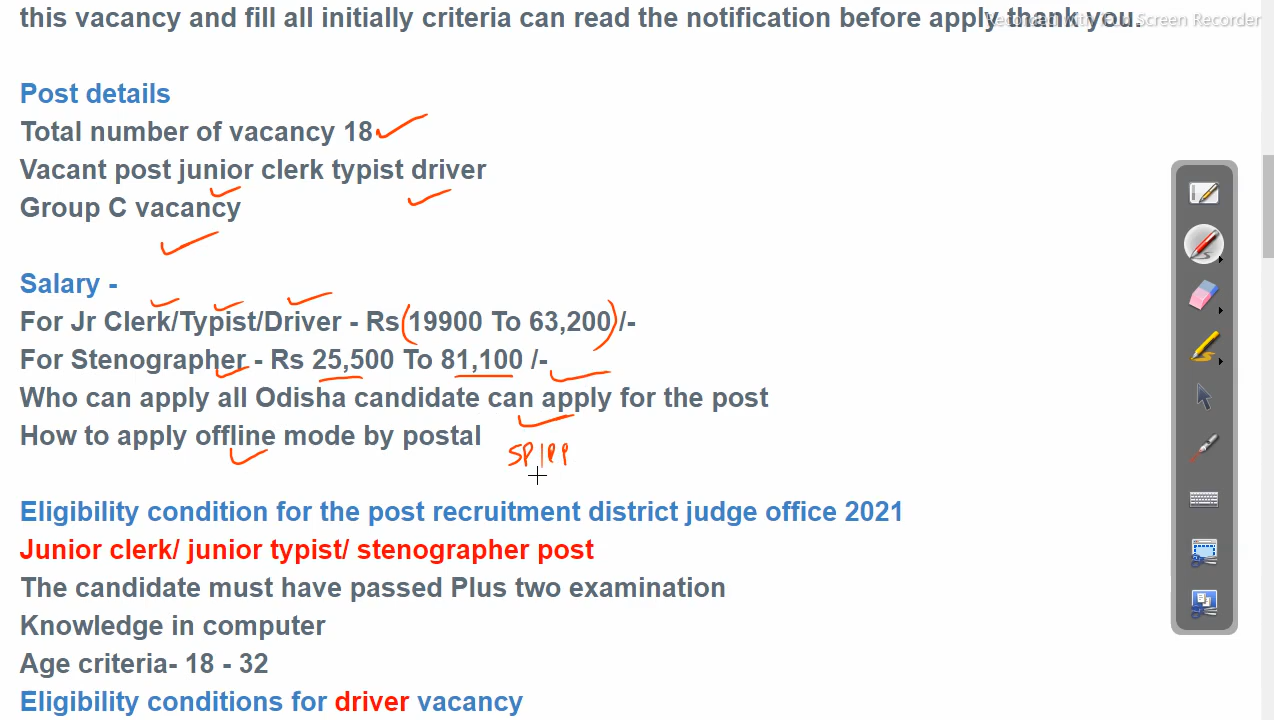 this vacancy and fill all initially criteria can read the notification before apply thank you.
Recorded with Screen Recorder
Post details
Total number of vacancy 18
Vacant post junior clerk typist driver
Group C vacancy
Salary -
For Jr Clerk/Typist/Driver - Rs 19900 To 63,200 /-
For Stenographer - Rs 25,500 To 81,100 /-
Who can apply all Odisha candidate can apply for the post
How to apply offline mode by postal
SP
Eligibility condition for the post recruitment district judge office 2021
Junior clerk/ junior typist/ stenographer post
The candidate must have passed Plus two examination
Knowledge in computer
Age criteria- 18 - 32
Eligibility conditions for driver vacancy